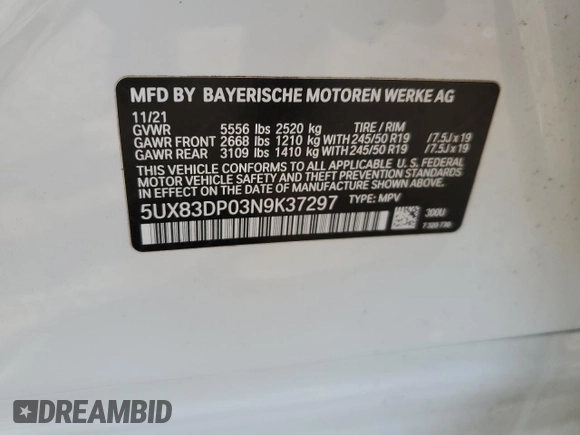 MFD BY BAYERISCHE MOTOREN WERKE AG
11/21
GVWR 5556 lbs 2520 kg TIRE / RIM
GAWR FRONT 2668 lbs 1210 kg WITH 245/50 R19 /7.5J x 19
GAWR REAR 3109 lbs 1410 kg WITH 245/50 R19 /7.5J x 19
THIS VEHICLE CONFORMS TO ALL APPLICABLE U.S. FEDERAL
MOTOR VEHICLE SAFETY AND THEFT PREVENTION STANDARDS
IN EFFECT ON THE DATE OF MANUFACTURE SHOWN ABOVE.
5UX83DP03N9K37297 TYPE: MPV
300U
DREAMBID